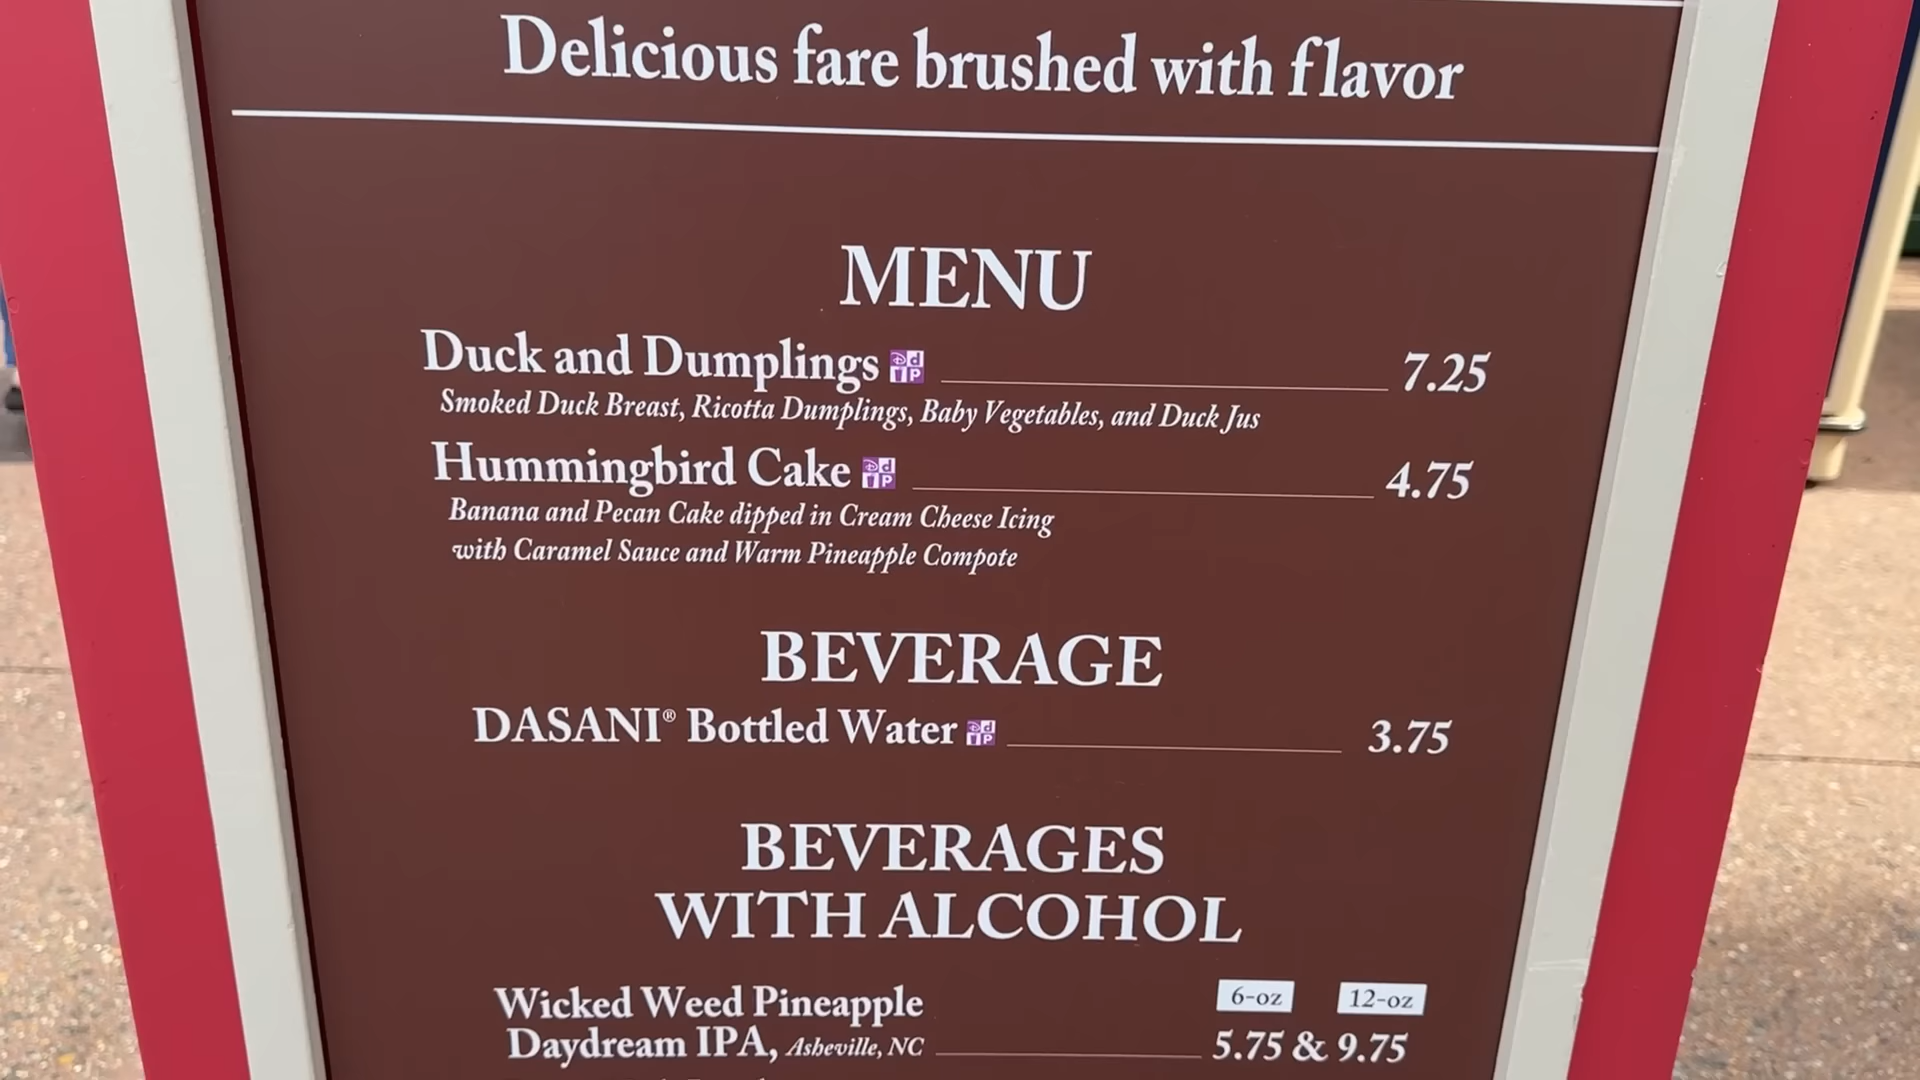 Delicious fare brushed with flavor
MENU
Duck and Dumplings 7.25
Smoked Duck Breast, Ricotta Dumplings, Baby Vegetables, and Duck Jus
Hummingbird Cake 4.75
Banana and Pecan Cake dipped in Cream Cheese Icing
with Caramel Sauce and Warm Pineapple Compote
BEVERAGE
DASANI® Bottled Water 3.75
BEVERAGES
WITH ALCOHOL
Wicked Weed Pineapple 6-oz 12-oz
Daydream IPA, Asheville, NC 5.75 & 9.75